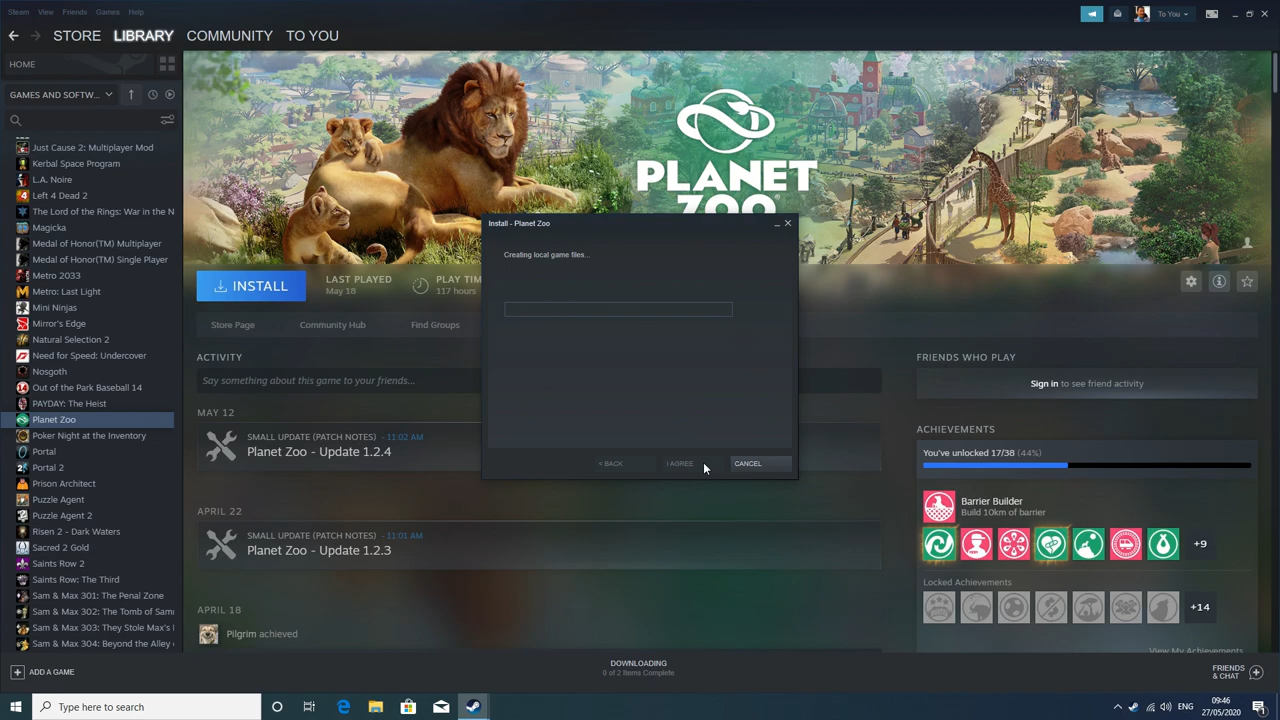 Steam View Friends Games Help
To You
STORE LIBRARY COMMUNITY TO YOU
HOME
GAMES AND SOFTW...
Just Cause 2: Multiplayer Mod
Kerbal Space Program
L.A. Noire
Left 4 Dead 2
The Lord of the Rings: War in the N
Magicka
Medal of Honor(TM) Multiplayer
Medal of Honor(TM) Single Player
Metro 2033
Metro: Last Light
Mini Ninjas
Mirror's Edge
Natural Selection 2
Need for Speed: Undercover
Nosgoth
Out of the Park Baseball 14
PAYDAY: The Heist
Planet Zoo
Poker Night at the Inventory
Portal
Portal 2
Prison Architect
Puzzle Agent
Puzzle Agent 2
Risen 2 - Dark Waters
Sacred 2 Gold
Saints Row 2
Saints Row: The Third
Sam & Max 301: The Penal Zone
Sam & Max 302: The Tomb of Samm
Sam & Max 303: They Stole Max's
Sam & Max 304: Beyond the Alley
PLANET
ZOO
INSTALL
LAST PLAYED
May 18
PLAY TIM
117 hours
Store Page Community Hub Find Groups
ACTIVITY
Say something about this game to your friends...
MAY 12
SMALL UPDATE (PATCH NOTES) - 11:02 AM
Planet Zoo - Update 1.2.4
APRIL 22
SMALL UPDATE (PATCH NOTES) - 11:01 AM
Planet Zoo - Update 1.2.3
APRIL 18
Pilgrim achieved
Install - Planet Zoo
Creating local game files...
< BACK I AGREE CANCEL
FRIENDS WHO PLAY
Sign in to see friend activity
ACHIEVEMENTS
You've unlocked 17/38 (44%)
Barrier Builder
Build 10km of barrier
+9
Locked Achievements
+14
View My Achievements
ADD A GAME
DOWNLOADING
0 of 2 Items Complete
FRIENDS
& CHAT
Type here to search
ENG
09:46
27/05/2020
1